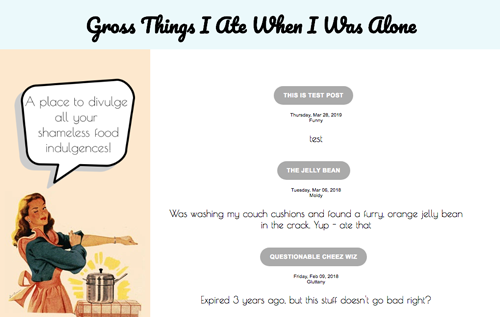 Gross Things I Ate When I Was Alone
A place to divulge
all your
shameless food
indulgences!
THIS IS TEST POST
Thursday, Mar 28, 2019
Funny
test
THE JELLY BEAN
Tuesday, Mar 06, 2018
Moldy
Was washing my couch cushions and found a furry, orange jelly bean
in the crack. Yup - ate that
QUESTIONABLE CHEEZ WIZ
Friday, Feb 09, 2018
Gluttony
Expired 3 years ago, but this stuff doesn't go bad right?